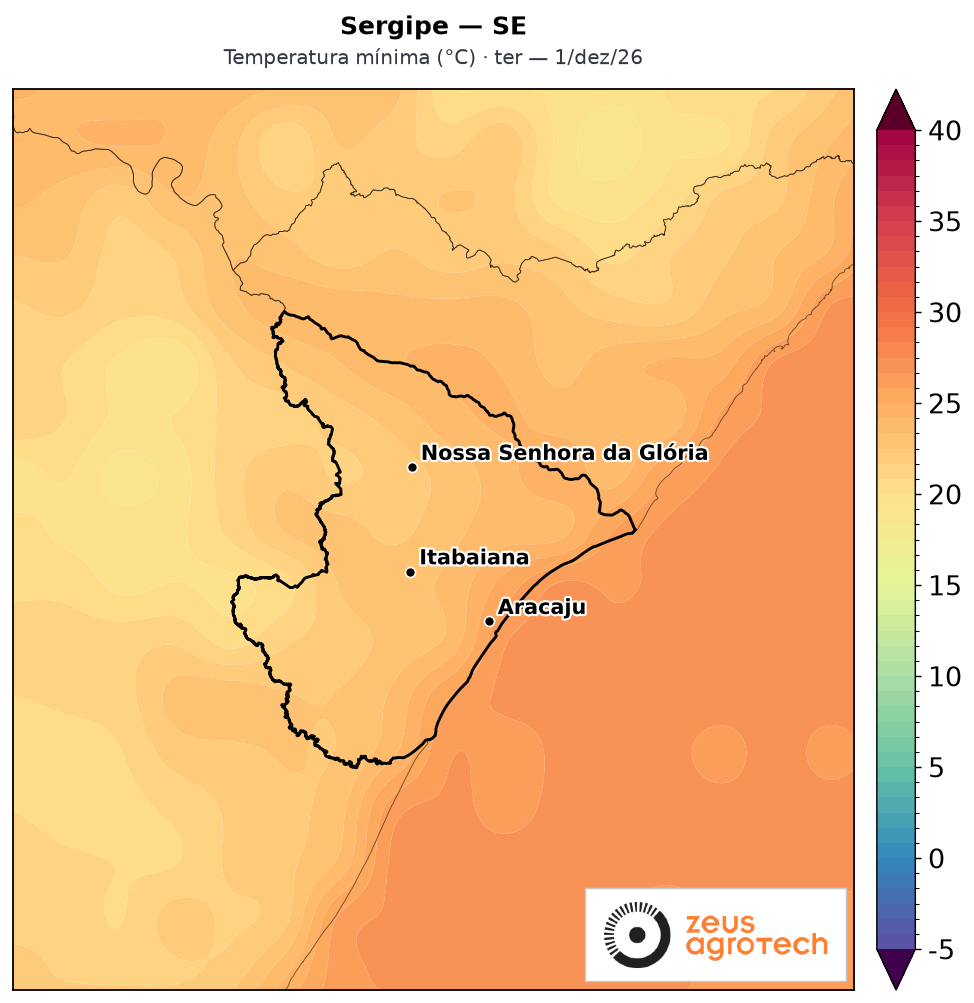 Sergipe — SE
Temperatura mínima (°C) · ter — 1/dez/26
40
35
30
25
20
15
10
5
0
-5
Nossa Senhora da Glória
Itabaiana
Aracaju
zeus
agrotech